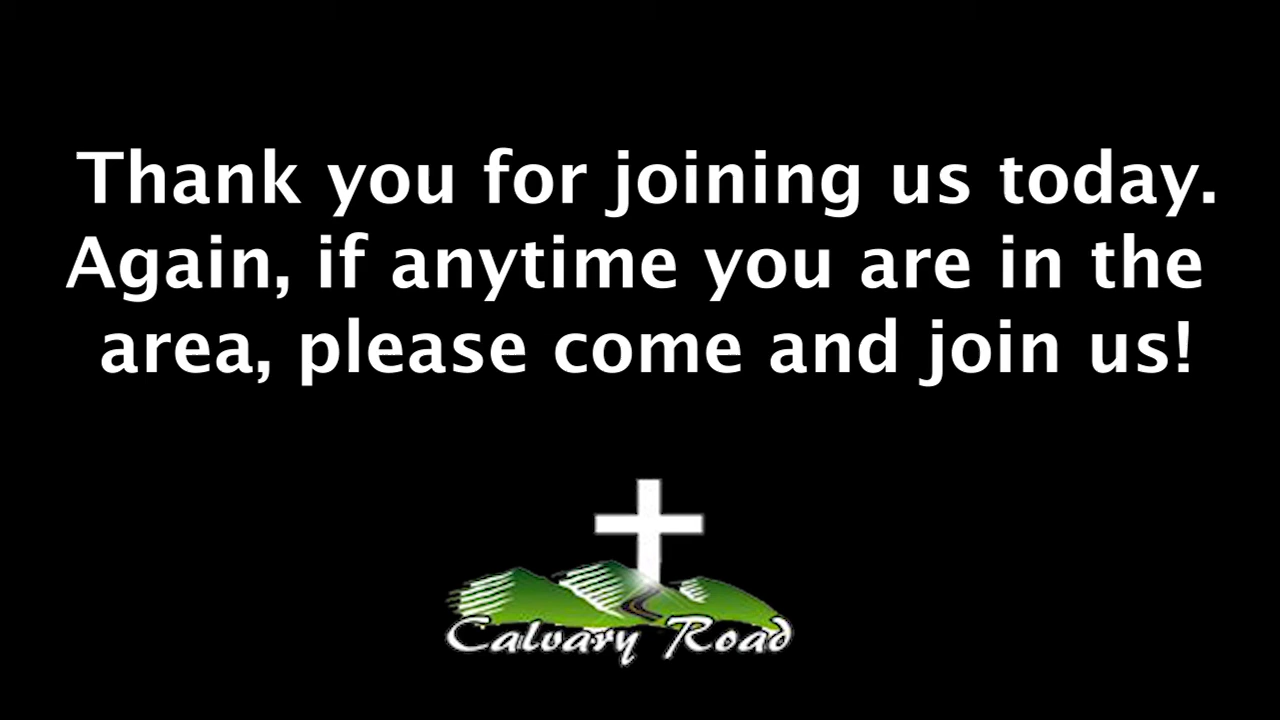 Thank you for joining us today.
Again, if anytime you are in the
area, please come and join us!
Calvary Road